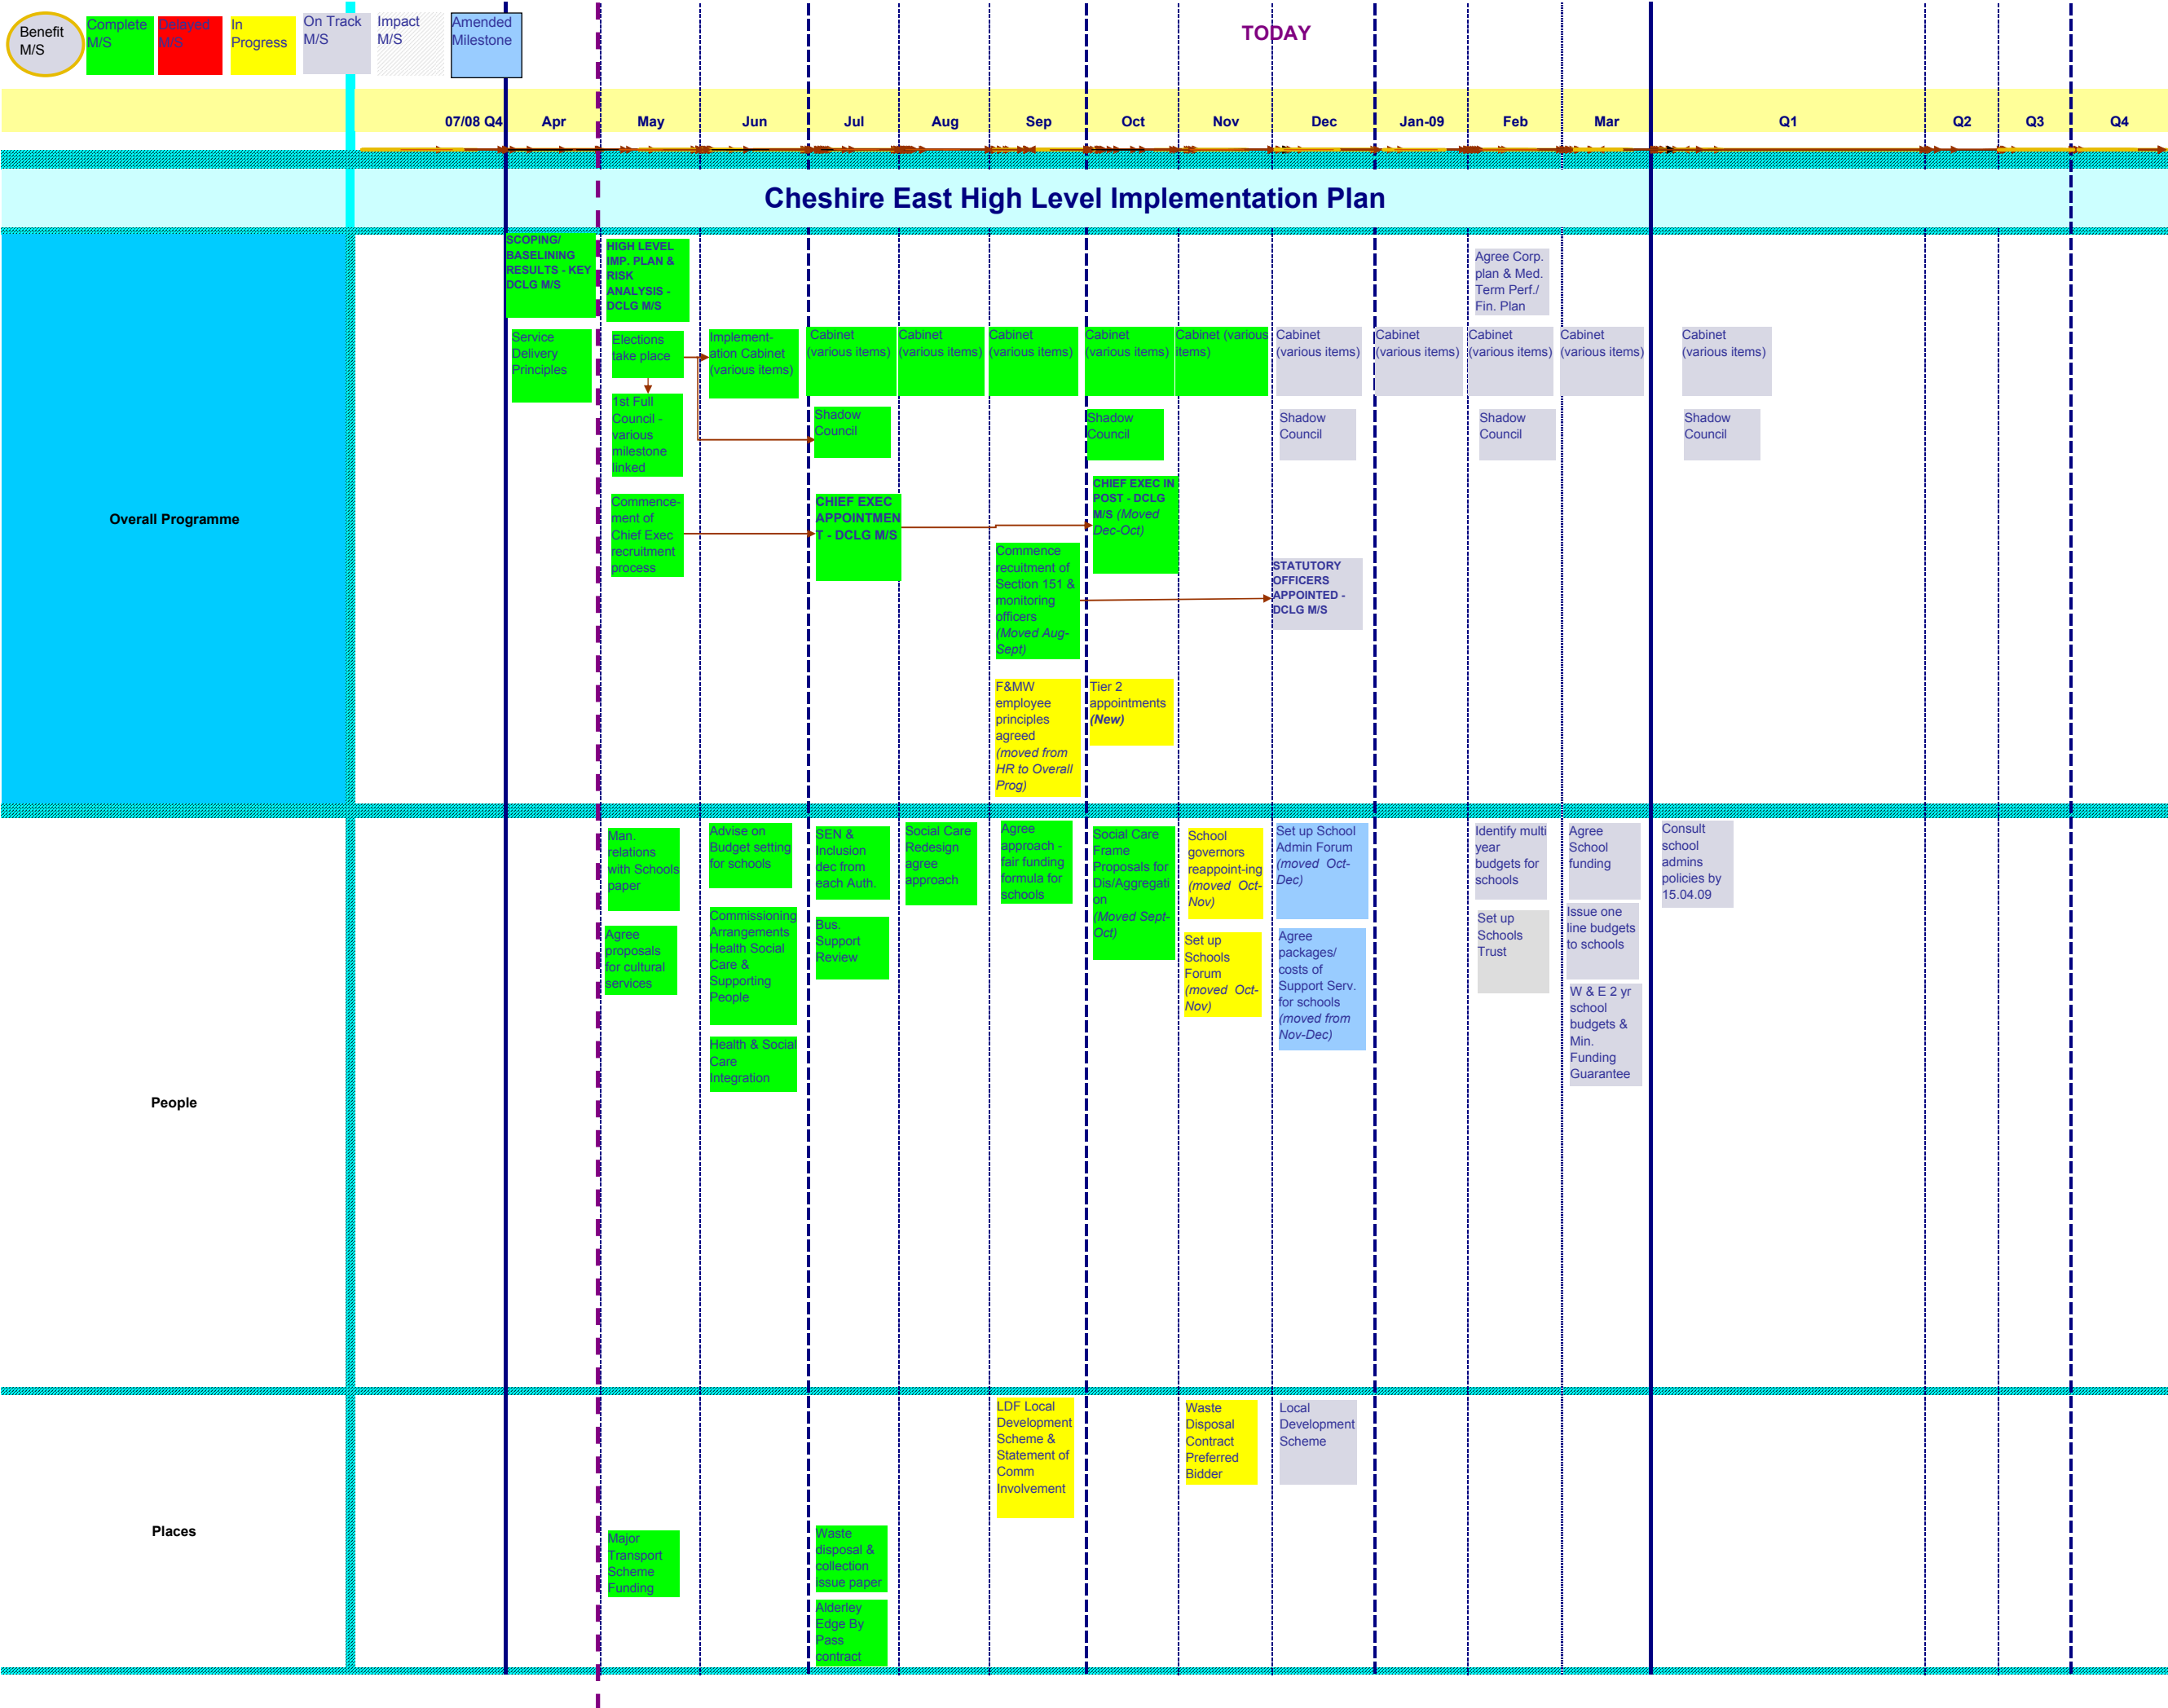 Benefit
M/S
Complete
M/S
Delayed
M/S
In
Progress
On Track
M/S
Impact
M/S
Amended
Milestone
TODAY
07/08 Q4 Apr May Jun Jul Aug Sep Oct Nov Dec Jan-09 Feb Mar Q1 Q2 Q3 Q4
Cheshire East High Level Implementation Plan
Overall Programme
SCOPING/
BASELINING
RESULTS - KEY
DCLG M/S
HIGH LEVEL
IMP. PLAN &
RISK
ANALYSIS -
DCLG M/S
Agree Corp.
plan & Med.
Term Perf./
Fin. Plan
Service
Delivery
Principles
Elections
take place
Implement-
ation Cabinet
(various items)
Cabinet
(various items)
Cabinet
(various items)
Cabinet
(various items)
Cabinet
(various items)
Cabinet (various
items)
Cabinet
(various items)
Cabinet
(various items)
Cabinet
(various items)
Cabinet
(various items)
Cabinet
(various items)
1st Full
Council -
various
milestone
linked
Shadow
Council
Shadow
Council
Shadow
Council
Shadow
Council
Shadow
Council
Commence-
ment of
Chief Exec
recruitment
process
CHIEF EXEC
APPOINTMEN
T - DCLG M/S
CHIEF EXEC IN
POST - DCLG
M/S (Moved
Dec-Oct)
Commence
recuitment of
Section 151 &
monitoring
officers
(Moved Aug-
Sept)
STATUTORY
OFFICERS
APPOINTED -
DCLG M/S
F&MW
employee
principles
agreed
(moved from
HR to Overall
Prog)
Tier 2
appointments
(New)
People
Man.
relations
with Schools
paper
Agree
proposals
for cultural
services
Advise on
Budget setting
for schools
Commissioning
Arrangements
Health Social
Care &
Supporting
People
Health & Social
Care
Integration
SEN &
Inclusion
dec from
each Auth.
Bus.
Support
Review
Social Care
Redesign
agree
approach
Agree
approach -
fair funding
formula for
schools
Social Care
Frame
Proposals for
Dis/Aggregati
on
(Moved Sept-
Oct)
School
governors
reappoint-ing
(moved Oct-
Nov)
Set up
Schools
Forum
(moved Oct-
Nov)
Set up School
Admin Forum
(moved Oct-
Dec)
Agree
packages/
costs of
Support Serv.
for schools
(moved from
Nov-Dec)
Identify multi
year
budgets for
schools
Set up
Schools
Trust
Agree
School
funding
Issue one
line budgets
to schools
W & E 2 yr
school
budgets &
Min.
Funding
Guarantee
Consult
school
admins
policies by
15.04.09
Places
LDF Local
Development
Scheme &
Statement of
Comm
Involvement
Waste
Disposal
Contract
Preferred
Bidder
Local
Development
Scheme
Major
Transport
Scheme
Funding
Waste
disposal &
collection
issue paper
Alderley
Edge By
Pass
contract